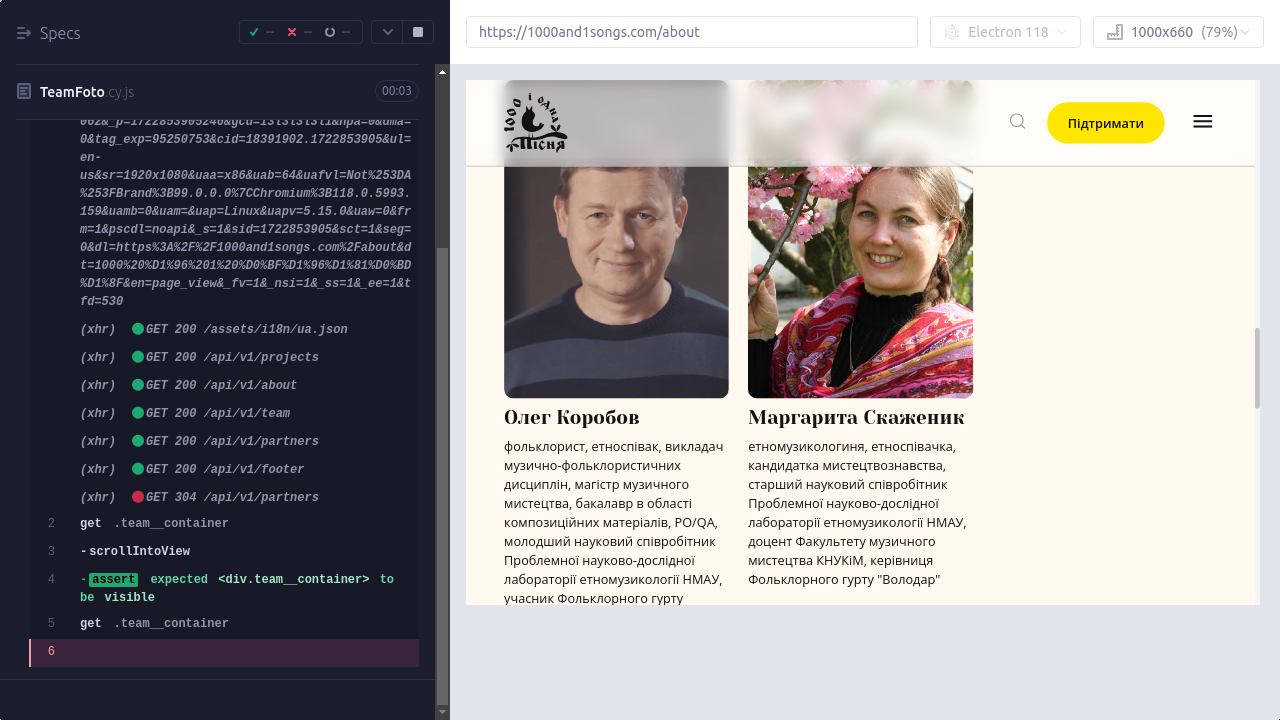 Specs
--
--
--
https://1000and1songs.com/about
Electron 118
1000x660 (79%)
TeamFoto.cy.js
00:03
062&_p=1722853905246&gcd=13l3l3l3l1&npa=0&dma=
0&tag_exp=95250753&cid=18391902.1722853905&ul=
en-
us&sr=1920x1080&uaa=x86&uab=64&uafvl=Not%253DA
%253FBrand%3B99.0.0.0%7CChromium%3B118.0.5993.
159&uamb=0&uam=&uap=Linux&uapv=5.15.0&uaw=0&fr
m=1&pscdl=noapi&_s=1&sid=1722853905&sct=1&seg=
0&dl=https%3A%2F%2F1000and1songs.com%2Fabout&d
t=1000%20%D1%96%201%20%D0%BF%D1%96%D1%81%D0%BD
%D1%8F&en=page_view&_fv=1&_nsi=1&_ss=1&_ee=1&t
fd=530
(xhr) GET 200 /assets/i18n/ua.json
(xhr) GET 200 /api/v1/projects
(xhr) GET 200 /api/v1/about
(xhr) GET 200 /api/v1/team
(xhr) GET 200 /api/v1/partners
(xhr) GET 200 /api/v1/footer
(xhr) GET 304 /api/v1/partners
2 get .team__container
3 -scrollIntoView
4 -assert expected <div.team__container> to
be visible
5 get .team__container
6
1000 і одна
Пісня
Підтримати
Олег Коробов
фольклорист, етноспівак, викладач
музично-фольклористичних
дисциплін, магістр музичного
мистецтва, бакалавр в області
композиційних матеріалів, PO/QA,
молодший науковий співробітник
Проблемної науково-дослідної
лабораторії етномузикології НМАУ,
учасник Фольклорного гурту
Маргарита Скаженик
етномузикологиня, етноспівачка,
кандидатка мистецтвознавства,
старший науковий співробітник
Проблемної науково-дослідної
лабораторії етномузикології НМАУ,
доцент Факультету музичного
мистецтва КНУКіМ, керівниця
Фольклорного гурту "Володар"